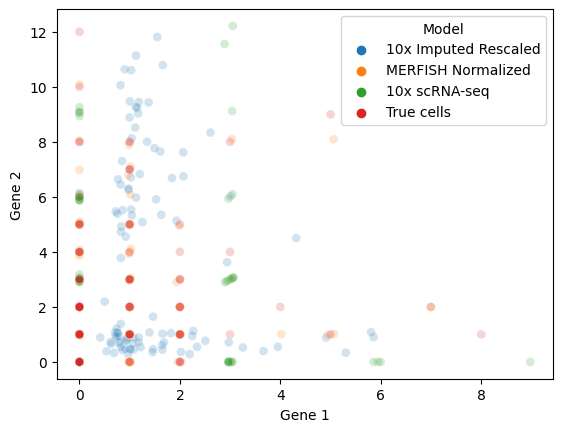 Model
10x Imputed Rescaled
MERFISH Normalized
10x scRNA-seq
True cells
12
10
8
6
4
2
0
Gene 2
0 2 4 6 8
Gene 1